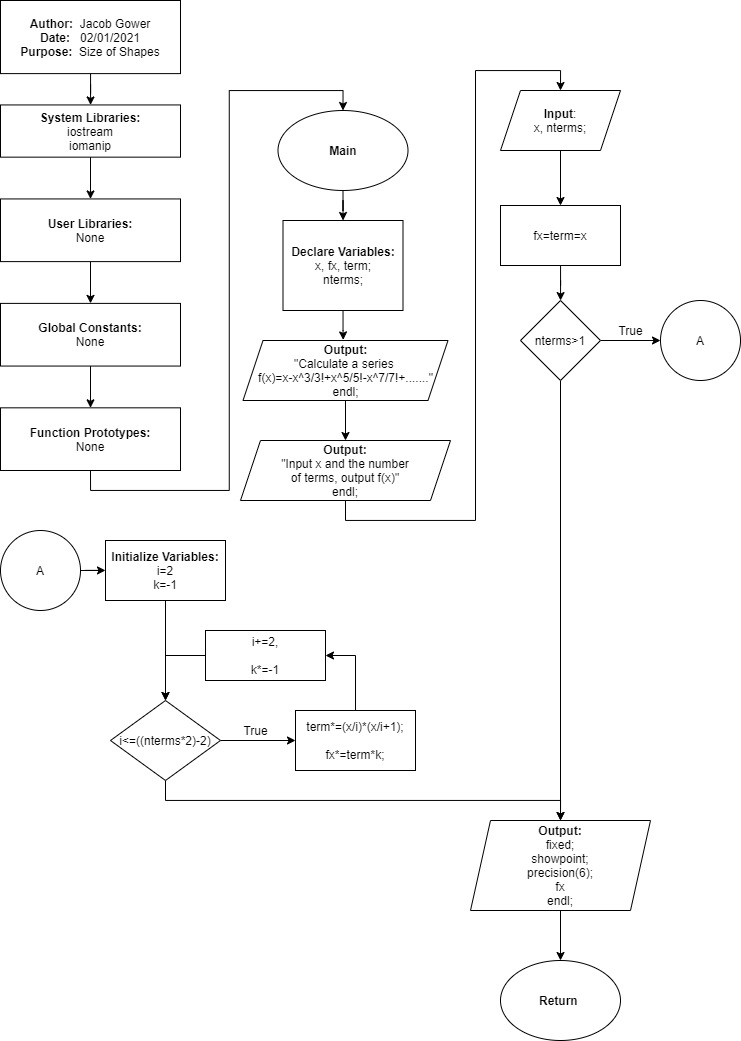 Author: Jacob Gower
Date: 02/01/2021
Purpose: Size of Shapes
System Libraries:
iostream
iomanip
User Libraries:
None
Global Constants:
None
Function Prototypes:
None
Main
Declare Variables:
x, fx, term;
nterms;
Output:
"Calculate a series
f(x)=x-x^3/3!+x^5/5!-x^7/7!+......."
endl;
Output:
"Input x and the number
of terms, output f(x)"
endl;
Input:
x, nterms;
fx=term=x
nterms>1
True
A
A
Initialize Variables:
i=2
k=-1
i+=2,
k*=-1
i<=((nterms*2)-2)
True
term*=(x/i)*(x/i+1);
fx*=term*k;
Output:
fixed;
showpoint;
precision(6);
fx
endl;
Return